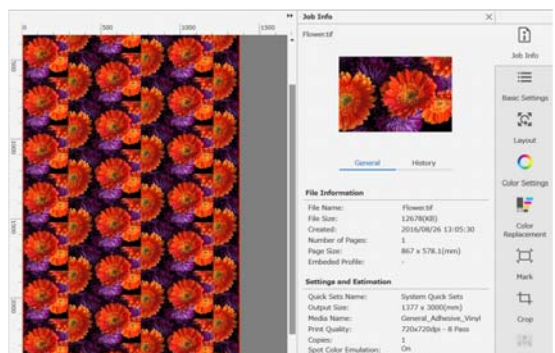 Job Info
0 500 1000 1500
Flower.tif
Job Info
Basic Settings
Layout
General History
Color Settings
File Information
File Name: Flower.tif
File Size: 12678(KB)
Created: 2016/08/26 13:05:30
Number of Pages: 1
Page Size: 867 x 578.1(mm)
Embeded Profile: -
Color
Replacement
Mark
Settings and Estimation
Quick Sets Name: System Quick Sets
Output Size: 1377 x 3000(mm)
Media Name: General_Adhesive_Vinyl
Print Quality: 720x720dpi - 8 Pass
Copies: 1
Spot Color Emulation: On
Crop